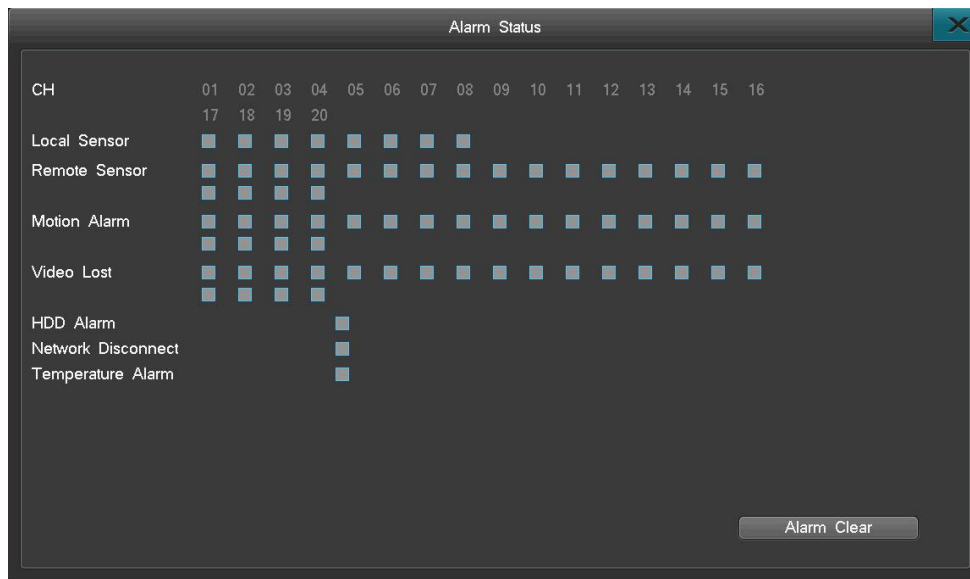 Alarm Status
CH 01 02 03 04 05 06 07 08 09 10 11 12 13 14 15 16
17 18 19 20
Local Sensor
Remote Sensor
Motion Alarm
Video Lost
HDD Alarm
Network Disconnect
Temperature Alarm
Alarm Clear